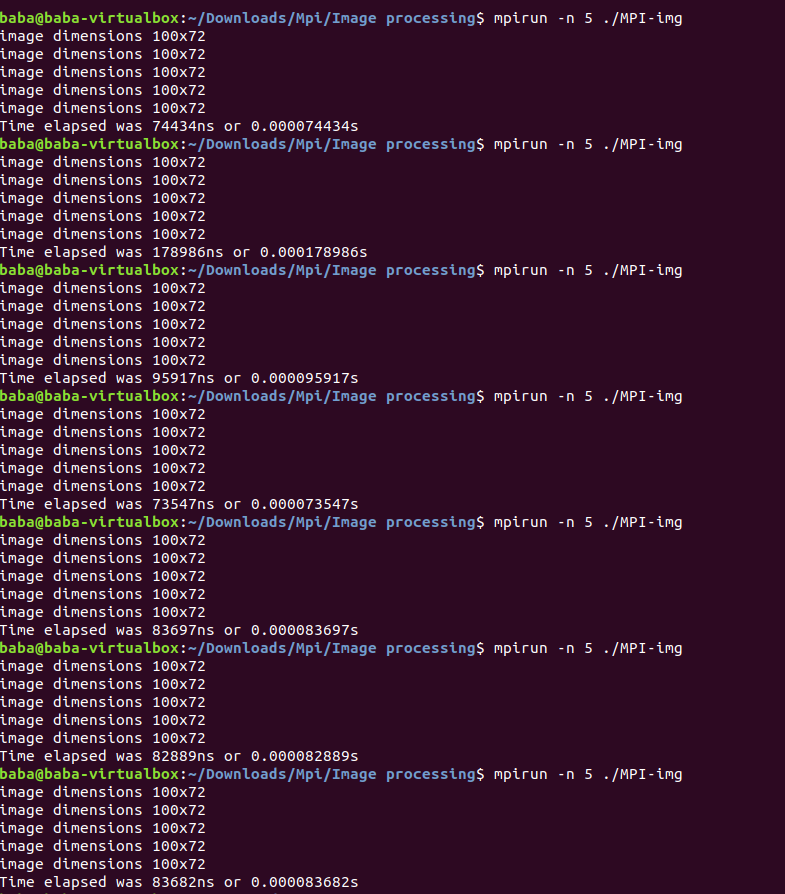 baba@baba-virtualbox:~/Downloads/Mpi/Image processing$ mpirun -n 5 ./MPI-img
image dimensions 100x72
image dimensions 100x72
image dimensions 100x72
image dimensions 100x72
image dimensions 100x72
Time elapsed was 74434ns or 0.000074434s
baba@baba-virtualbox:~/Downloads/Mpi/Image processing$ mpirun -n 5 ./MPI-img
image dimensions 100x72
image dimensions 100x72
image dimensions 100x72
image dimensions 100x72
image dimensions 100x72
Time elapsed was 178986ns or 0.000178986s
baba@baba-virtualbox:~/Downloads/Mpi/Image processing$ mpirun -n 5 ./MPI-img
image dimensions 100x72
image dimensions 100x72
image dimensions 100x72
image dimensions 100x72
image dimensions 100x72
Time elapsed was 95917ns or 0.000095917s
baba@baba-virtualbox:~/Downloads/Mpi/Image processing$ mpirun -n 5 ./MPI-img
image dimensions 100x72
image dimensions 100x72
image dimensions 100x72
image dimensions 100x72
image dimensions 100x72
Time elapsed was 73547ns or 0.000073547s
baba@baba-virtualbox:~/Downloads/Mpi/Image processing$ mpirun -n 5 ./MPI-img
image dimensions 100x72
image dimensions 100x72
image dimensions 100x72
image dimensions 100x72
image dimensions 100x72
Time elapsed was 83697ns or 0.000083697s
baba@baba-virtualbox:~/Downloads/Mpi/Image processing$ mpirun -n 5 ./MPI-img
image dimensions 100x72
image dimensions 100x72
image dimensions 100x72
image dimensions 100x72
image dimensions 100x72
Time elapsed was 82889ns or 0.000082889s
baba@baba-virtualbox:~/Downloads/Mpi/Image processing$ mpirun -n 5 ./MPI-img
image dimensions 100x72
image dimensions 100x72
image dimensions 100x72
image dimensions 100x72
image dimensions 100x72
Time elapsed was 83682ns or 0.000083682s